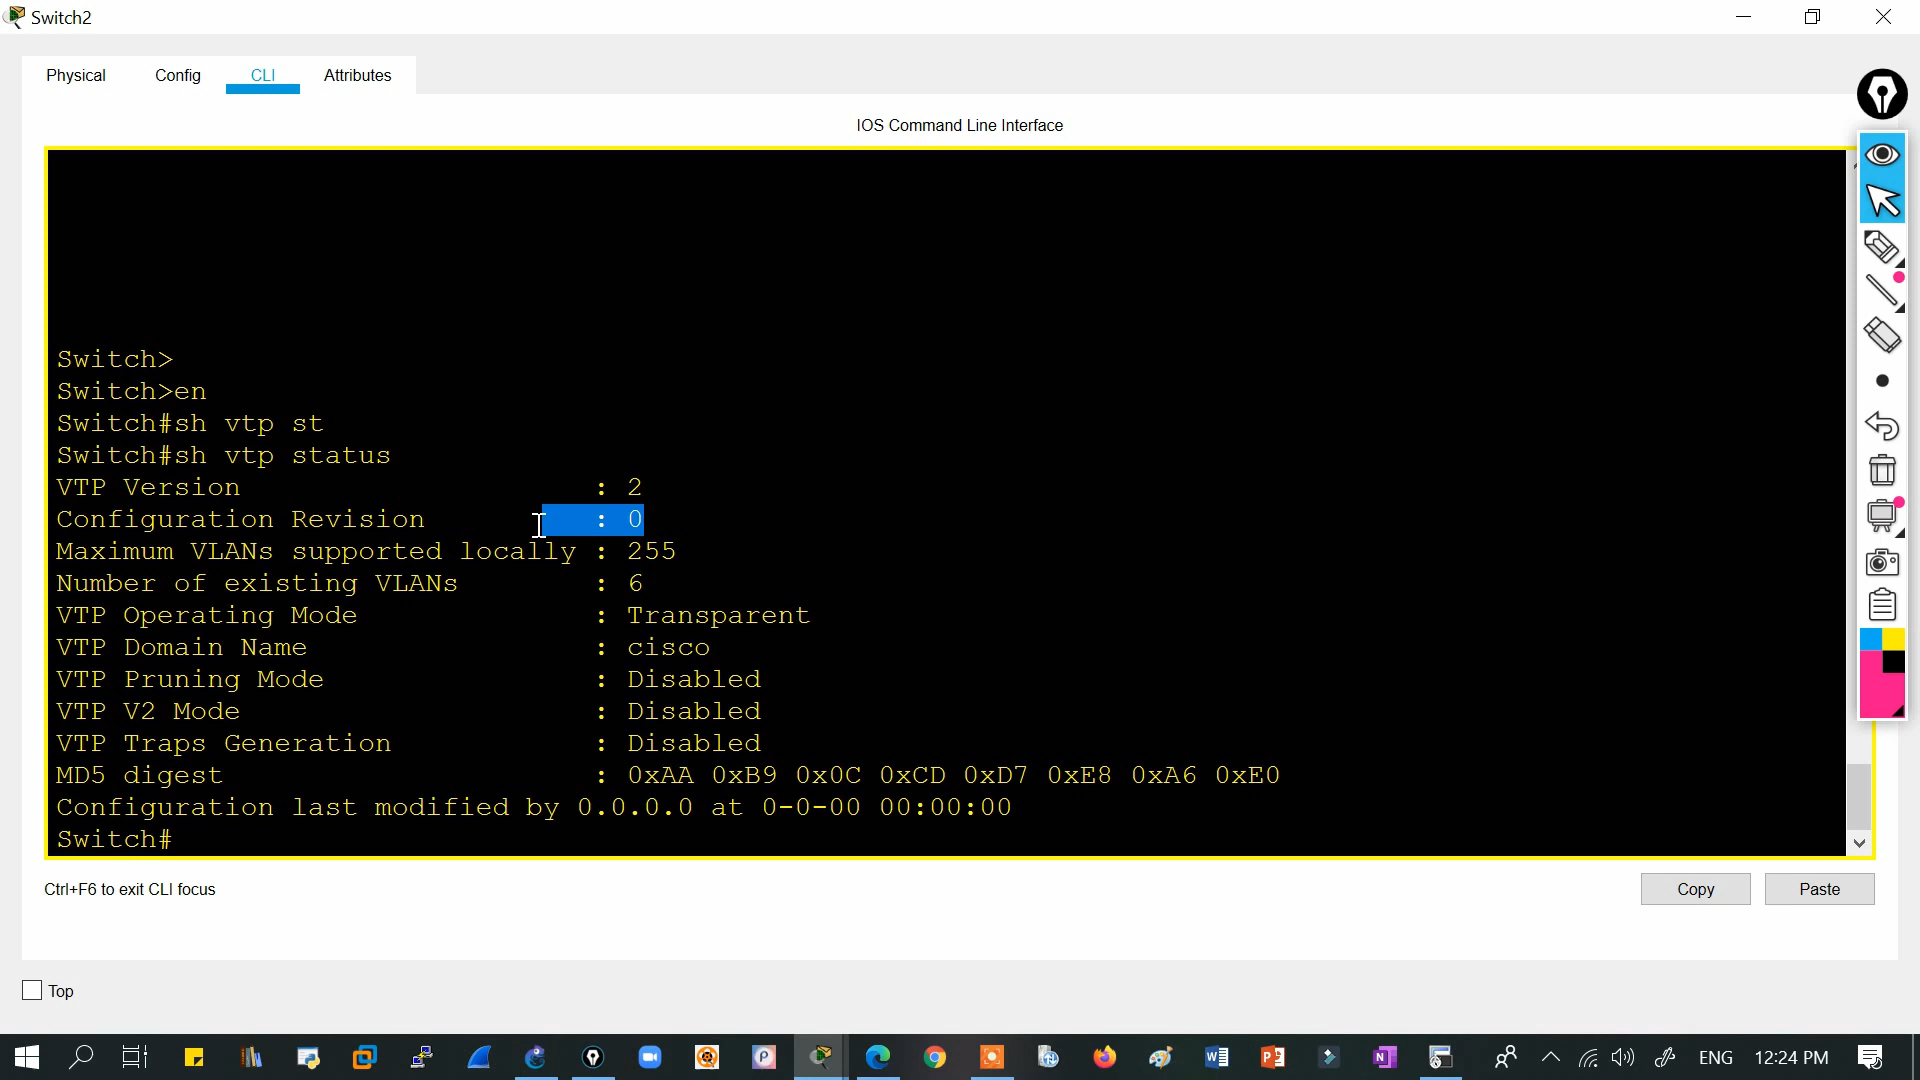 Switch2
Physical Config CLI Attributes
IOS Command Line Interface
Switch>
Switch>en
Switch#sh vtp st
Switch#sh vtp status
VTP Version : 2
Configuration Revision : 0
Maximum VLANs supported locally : 255
Number of existing VLANs : 6
VTP Operating Mode : Transparent
VTP Domain Name : cisco
VTP Pruning Mode : Disabled
VTP V2 Mode : Disabled
VTP Traps Generation : Disabled
MD5 digest : 0xAA 0xB9 0x0C 0xCD 0xD7 0xE8 0xA6 0xE0
Configuration last modified by 0.0.0.0 at 0-0-00 00:00:00
Switch#
Ctrl+F6 to exit CLI focus
Copy Paste
Top
ENG 12:24 PM